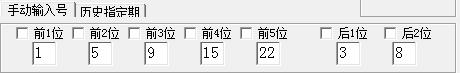 手动输入号 历史指定期
前1位 前2位 前3位 前4位 前5位 后1位 后2位
1 5 9 15 22 3 8